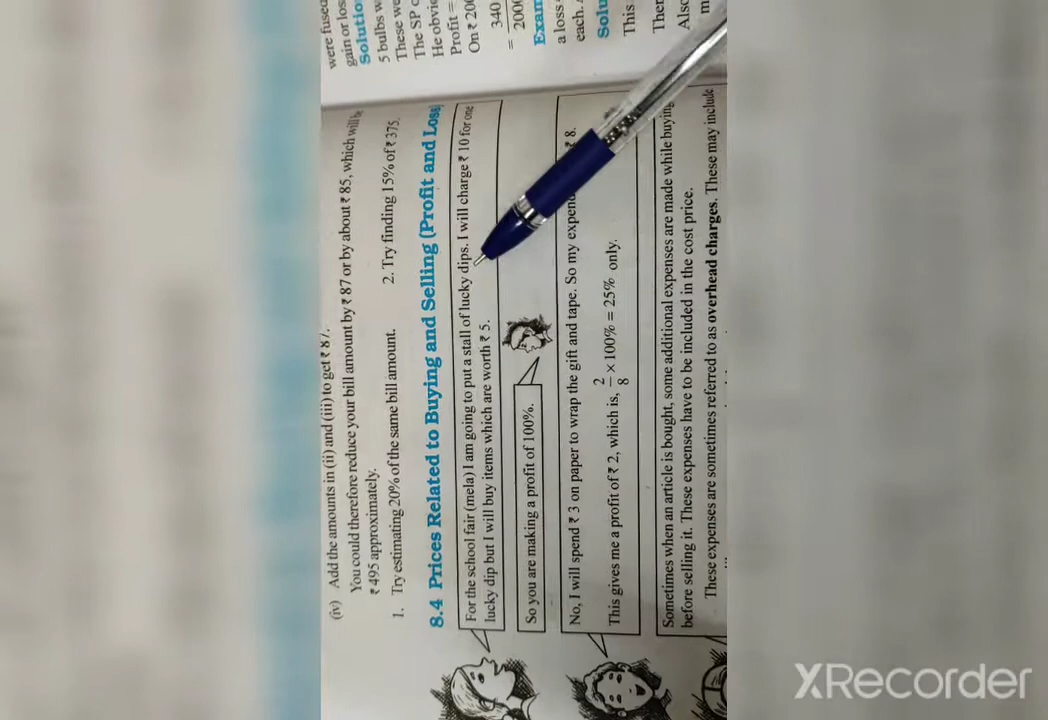 (iv) Add the amounts in (ii) and (iii) to get ₹ 87.
You could therefore reduce your bill amount by ₹ 87 or by about ₹ 85, which will be
₹ 495 approximately.
1. Try estimating 20% of the same bill amount. 2. Try finding 15% of ₹ 375.
8.4 Prices Related to Buying and Selling (Profit and Loss)
For the school fair (mela) I am going to put a stall of lucky dips. I will charge ₹ 10 for one
lucky dip but I will buy items which are worth ₹ 5.
So you are making a profit of 100%.
No, I will spend ₹ 3 on paper to wrap the gift and tape. So my expen ₹ 8.
This gives me a profit of ₹ 2, which is, 2/8 × 100% = 25% only.
Sometimes when an article is bought, some additional expenses are made while buying
before selling it. These expenses have to be included in the cost price.
These expenses are sometimes referred to as overhead charges. These may include
were fused
gain or los
Solution
5 bulbs w
These we
The SP o
He obvio
Profit =
On ₹ 200
340
= 2000
Exam
a loss
each.
Solu
This
Ther
Also
m
XRecorder